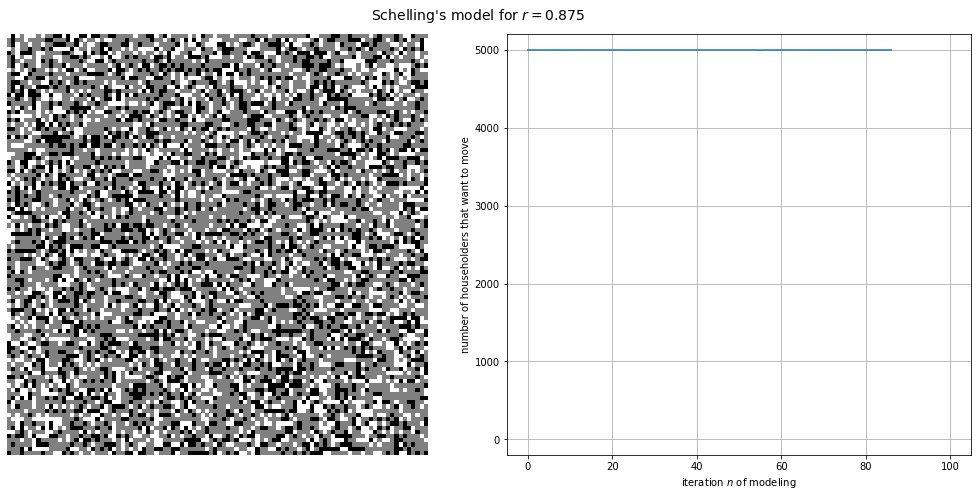 Schelling's model for r = 0.875
5000
4000
3000
2000
1000
0
number of householders that want to move
0 20 40 60 80 100
iteration n of modeling